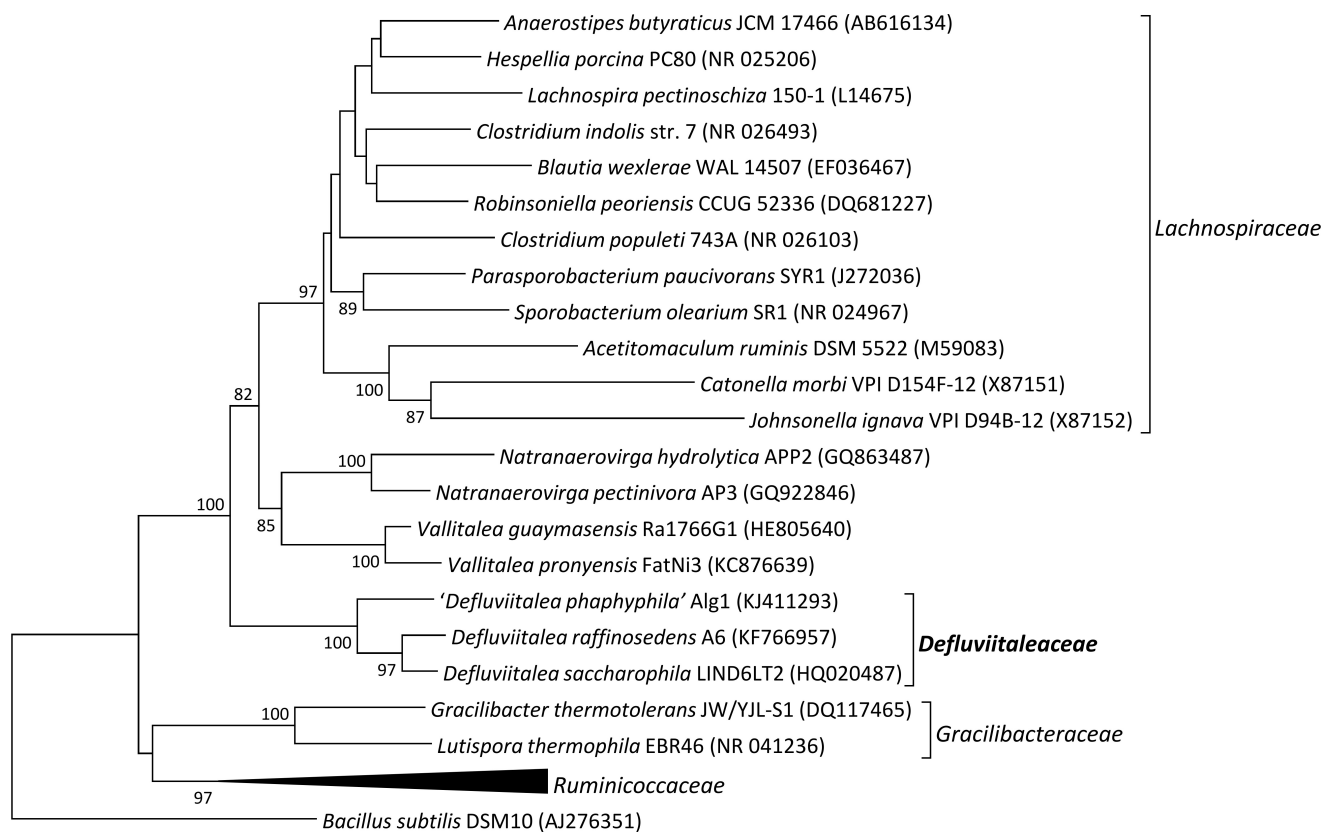 Anaerostipes butyraticus JCM 17466 (AB616134)
Hespellia porcina PC80 (NR 025206)
Lachnospira pectinoschiza 150-1 (L14675)
Clostridium indolis str. 7 (NR 026493)
Blautia wexlerae WAL 14507 (EF036467)
Robinsoniella peoriensis CCUG 52336 (DQ681227)
Lachnospiraceae
Clostridium populeti 743A (NR 026103)
Parasporobacterium paucivorans SYR1 (J272036)
97
89
Sporobacterium olearium SR1 (NR 024967)
Acetitomaculum ruminis DSM 5522 (M59083)
100
Catonella morbi VPI D154F-12 (X87151)
82
87
Johnsonella ignava VPI D94B-12 (X87152)
Natranaerovirga hydrolytica APP2 (GQ863487)
100
Natranaerovirga pectinivora AP3 (GQ922846)
100
85
Vallitalea guaymasensis Ra1766G1 (HE805640)
100
Vallitalea pronyensis FatNi3 (KC876639)
‘Defluviitalea phaphyphila’ Alg1 (KJ411293)
100
Defluviitalea raffinosedens A6 (KF766957)
Defluviitaleaceae
97
Defluviitalea saccharophila LIND6LT2 (HQ020487)
Gracilibacter thermotolerans JW/YJL-S1 (DQ117465)
100
Gracilibacteraceae
Lutispora thermophila EBR46 (NR 041236)
Ruminicoccaceae
97
Bacillus subtilis DSM10 (AJ276351)